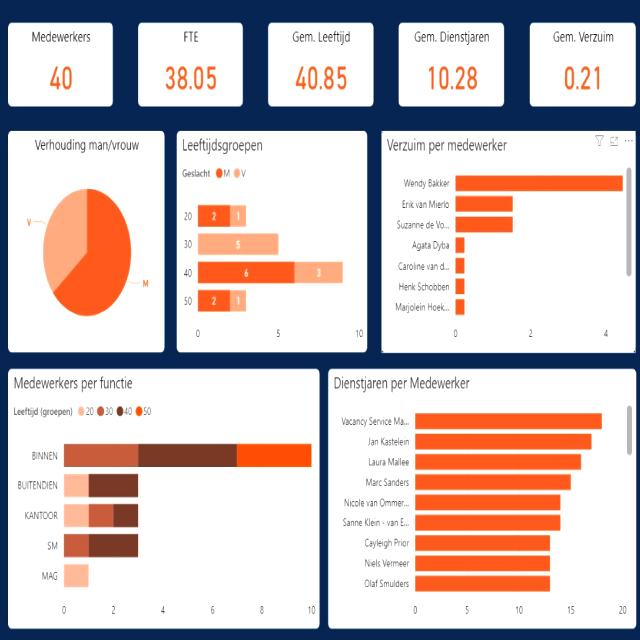 Medewerkers
40
FTE
38.05
Gem. Leeftijd
40.85
Gem. Dienstjaren
10.28
Gem. Verzuim
0.21
Verhouding man/vrouw
V
M
Leeftijdsgroepen
Geslacht M V
20 2 1
30 5
40 6 3
50 2 1
0 5 10
Verzuim per medewerker
Wendy Bakker
Erik van Mierlo
Suzanne de Vo...
Agata Dyba
Caroline van d...
Henk Schobben
Marjolein Hoek...
0 2 4
Medewerkers per functie
Leeftijd (groepen) 20 30 40 50
BINNEN
BUITENDIEN
KANTOOR
SM
MAG
0 2 4 6 8 10
Dienstjaren per Medewerker
Vacancy Service Ma...
Jan Kastelein
Laura Mallee
Marc Sanders
Nicole van Ommer...
Sanne Klein - van E...
Cayleigh Prior
Niels Vermeer
Olaf Smulders
0 5 10 15 20